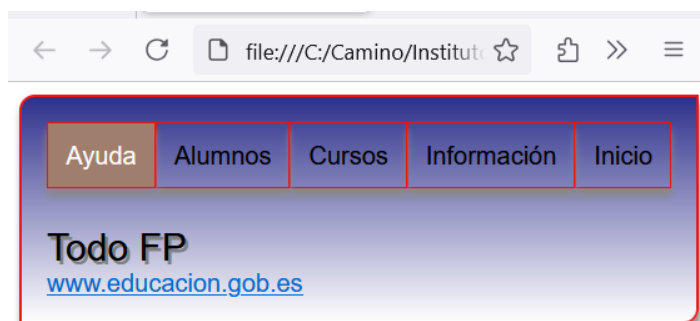 file:///C:/Camino/Institut
Ayuda Alumnos Cursos Información Inicio
Todo FP
www.educacion.gob.es